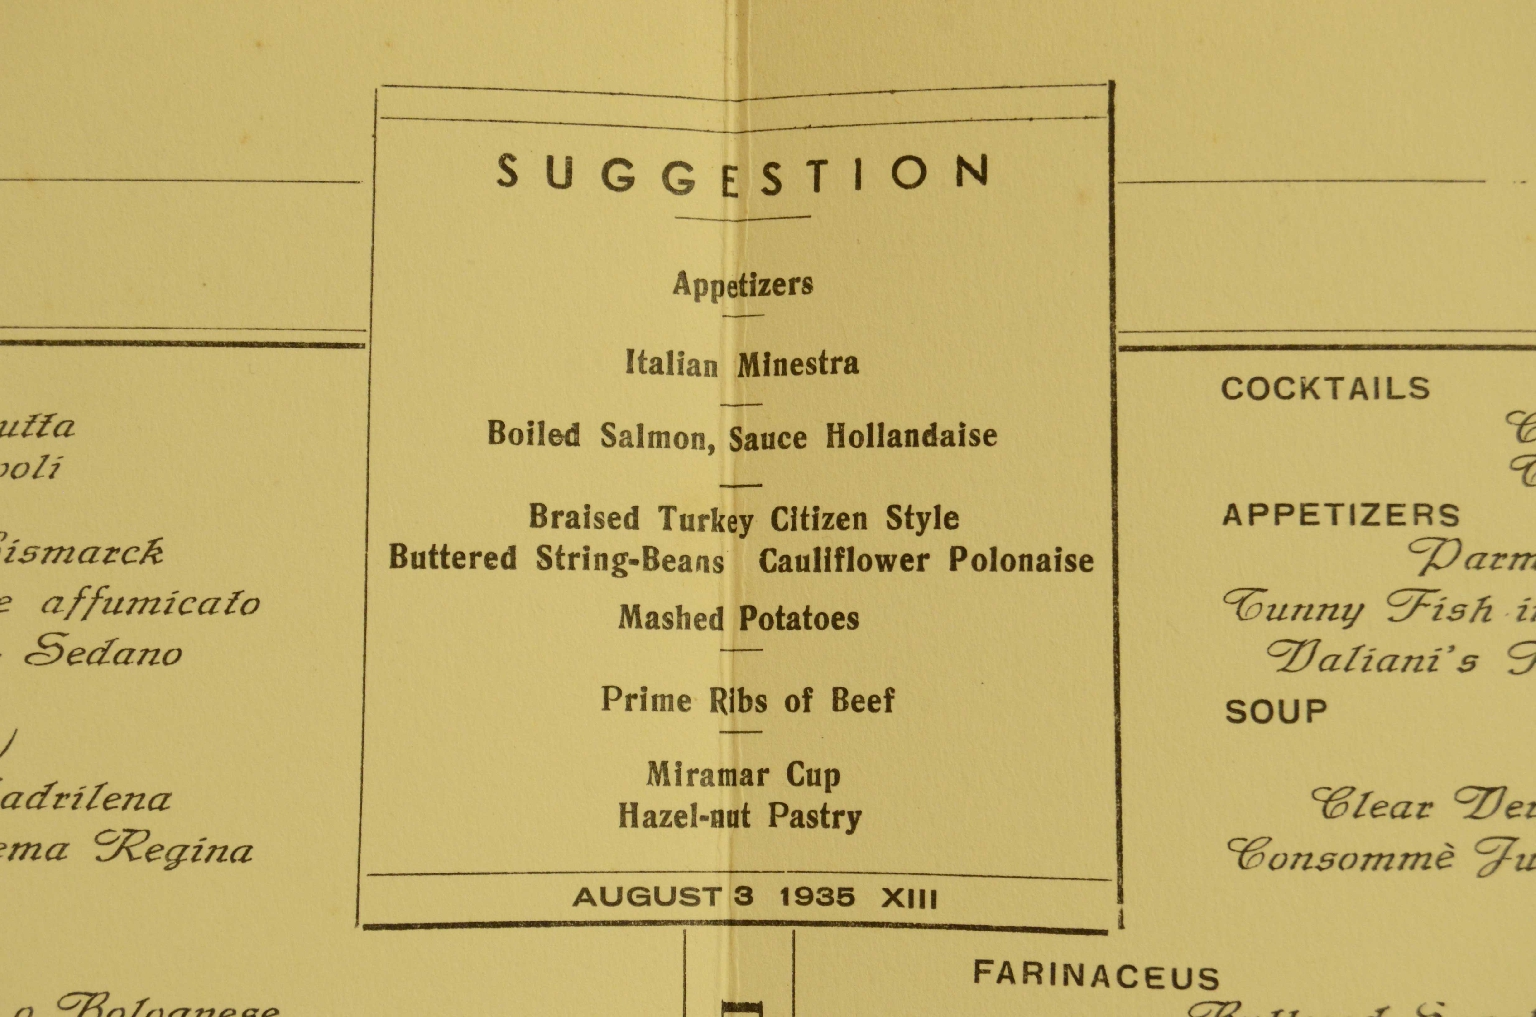 SUGGESTION
Appetizers
Italian Minestra
Boiled Salmon, Sauce Hollandaise
Braised Turkey Citizen Style
Buttered String-Beans Cauliflower Polonaise
Mashed Potatoes
Prime Ribs of Beef
Miramar Cup
Hazel-nut Pastry
AUGUST 3 1935 XIII
affumicato
Sedano
Regina
o Bolognese
COCKTAILS
APPETIZERS
Tunny Fish
Valiani's
SOUP
Clear
Consommè
FARINACEUS